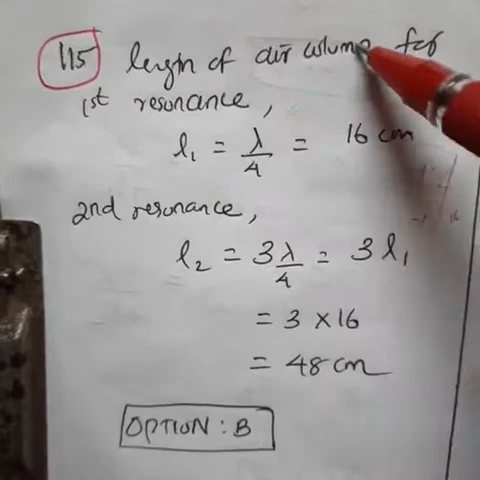 115 length of air column for
1st resonance,
l₁ = λ/4 = 16 cm
2nd resonance,
l₂ = 3λ/4 = 3l₁
= 3 × 16
= 48 cm
OPTION : B